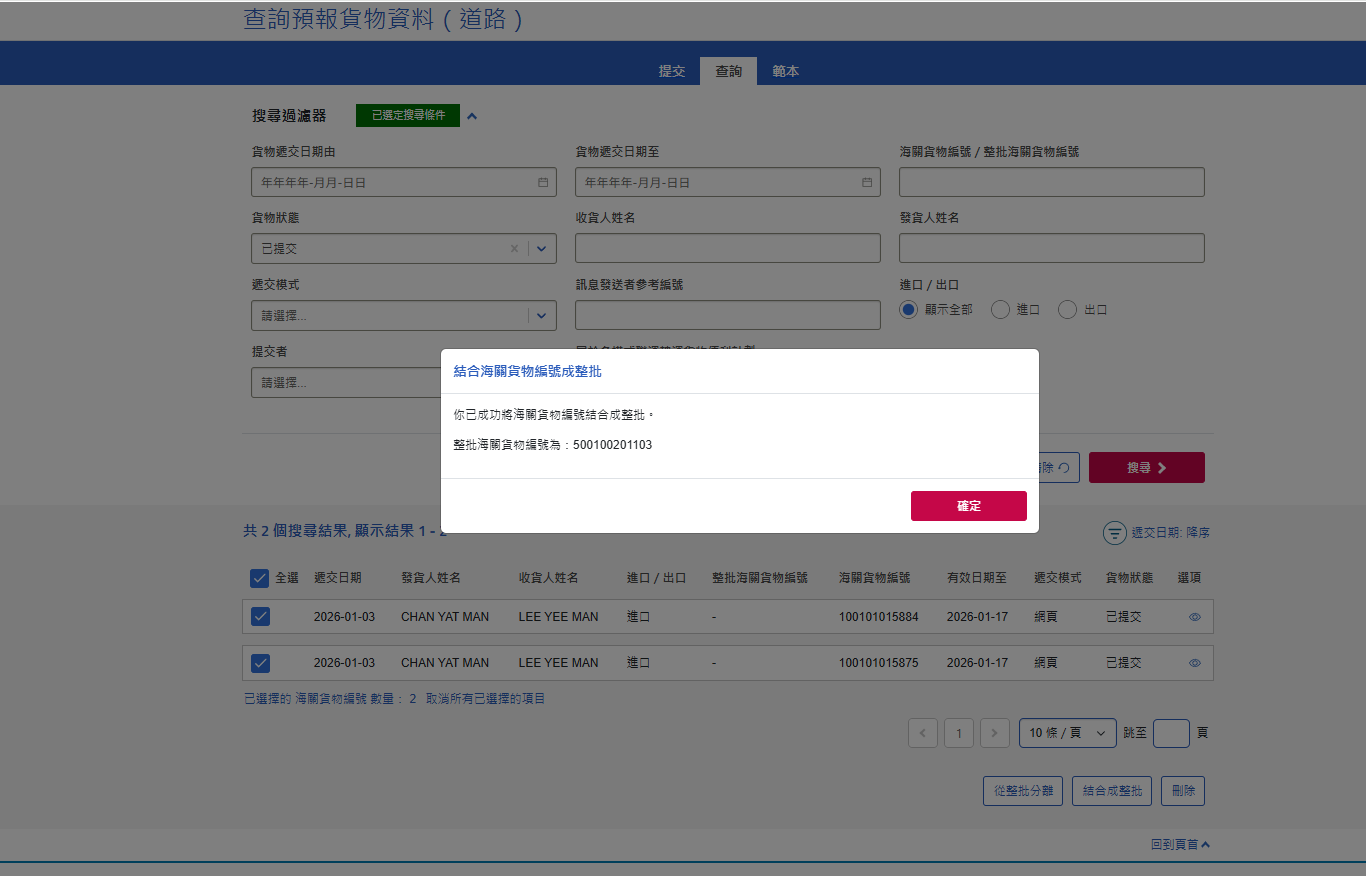 查詢預報貨物資料 ( 道路 )
提交 查詢 範本
搜尋過濾器 已選定搜尋條件
貨物遞交日期由 貨物遞交日期至 海關貨物編號 / 整批海關貨物編號
年年年年-月月-日日 年年年年-月月-日日
貨物狀態 收貨人姓名 發貨人姓名
已提交
遞交模式 訊息發送者參考編號 進口 / 出口
請選擇... 顯示全部 進口 出口
提交者
請選擇...
結合海關貨物編號成整批
你已成功將海關貨物編號結合成整批。
整批海關貨物編號為：500100201103
除 搜尋
確定
共 2 個搜尋結果, 顯示結果 1 - 2 遞交日期: 降序
全選 遞交日期 發貨人姓名 收貨人姓名 進口 / 出口 整批海關貨物編號 海關貨物編號 有效日期至 遞交模式 貨物狀態 選項
2026-01-03 CHAN YAT MAN LEE YEE MAN 進口 - 100101015884 2026-01-17 網頁 已提交
2026-01-03 CHAN YAT MAN LEE YEE MAN 進口 - 100101015875 2026-01-17 網頁 已提交
已選擇的 海關貨物編號 數量： 2 取消所有已選擇的項目
1 10 條 / 頁 跳至 頁
從整批分離 結合成整批 刪除
回到頁首